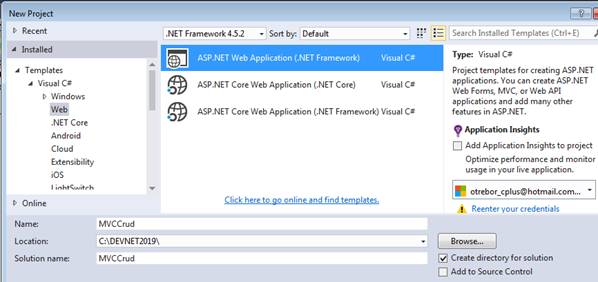 New Project
Recent
Installed
Templates
Visual C#
Windows
Web
.NET Core
Android
Cloud
Extensibility
iOS
LightSwitch
Online
.NET Framework 4.5.2
Sort by:
Default
Search Installed Templates (Ctrl+E)
ASP.NET Web Application (.NET Framework)
Visual C#
ASP.NET Core Web Application (.NET Core)
Visual C#
ASP.NET Core Web Application (.NET Framework)
Visual C#
Click here to go online and find templates.
Type: Visual C#
Project templates for creating ASP.NET
applications. You can create ASP.NET
Web Forms, MVC, or Web API
applications and add many other
features in ASP.NET.
Application Insights
Add Application Insights to project
Optimize performance and monitor
usage in your live application.
otrebor_cplus@hotmail.com...
Reenter your credentials
Name:
MVCCrud
Location:
C:\DEVNET2019\
Browse...
Solution name:
MVCCrud
Create directory for solution
Add to Source Control